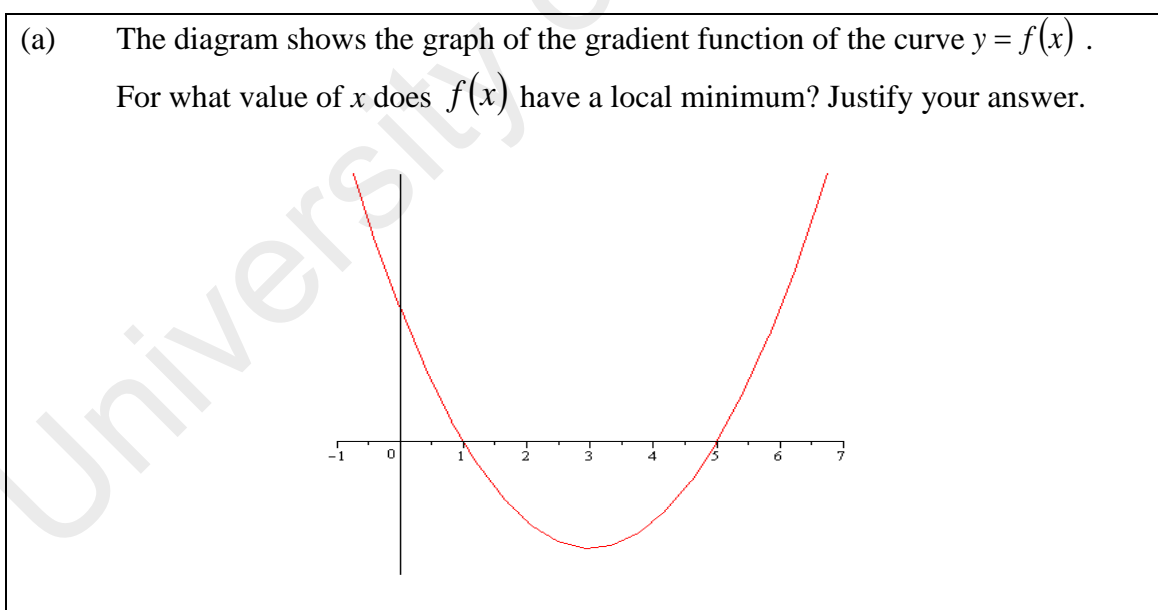 University
(a) The diagram shows the graph of the gradient function of the curve y = f(x) .
For what value of x does f(x) have a local minimum? Justify your answer.
-1 0 1 2 3 4 5 6 7